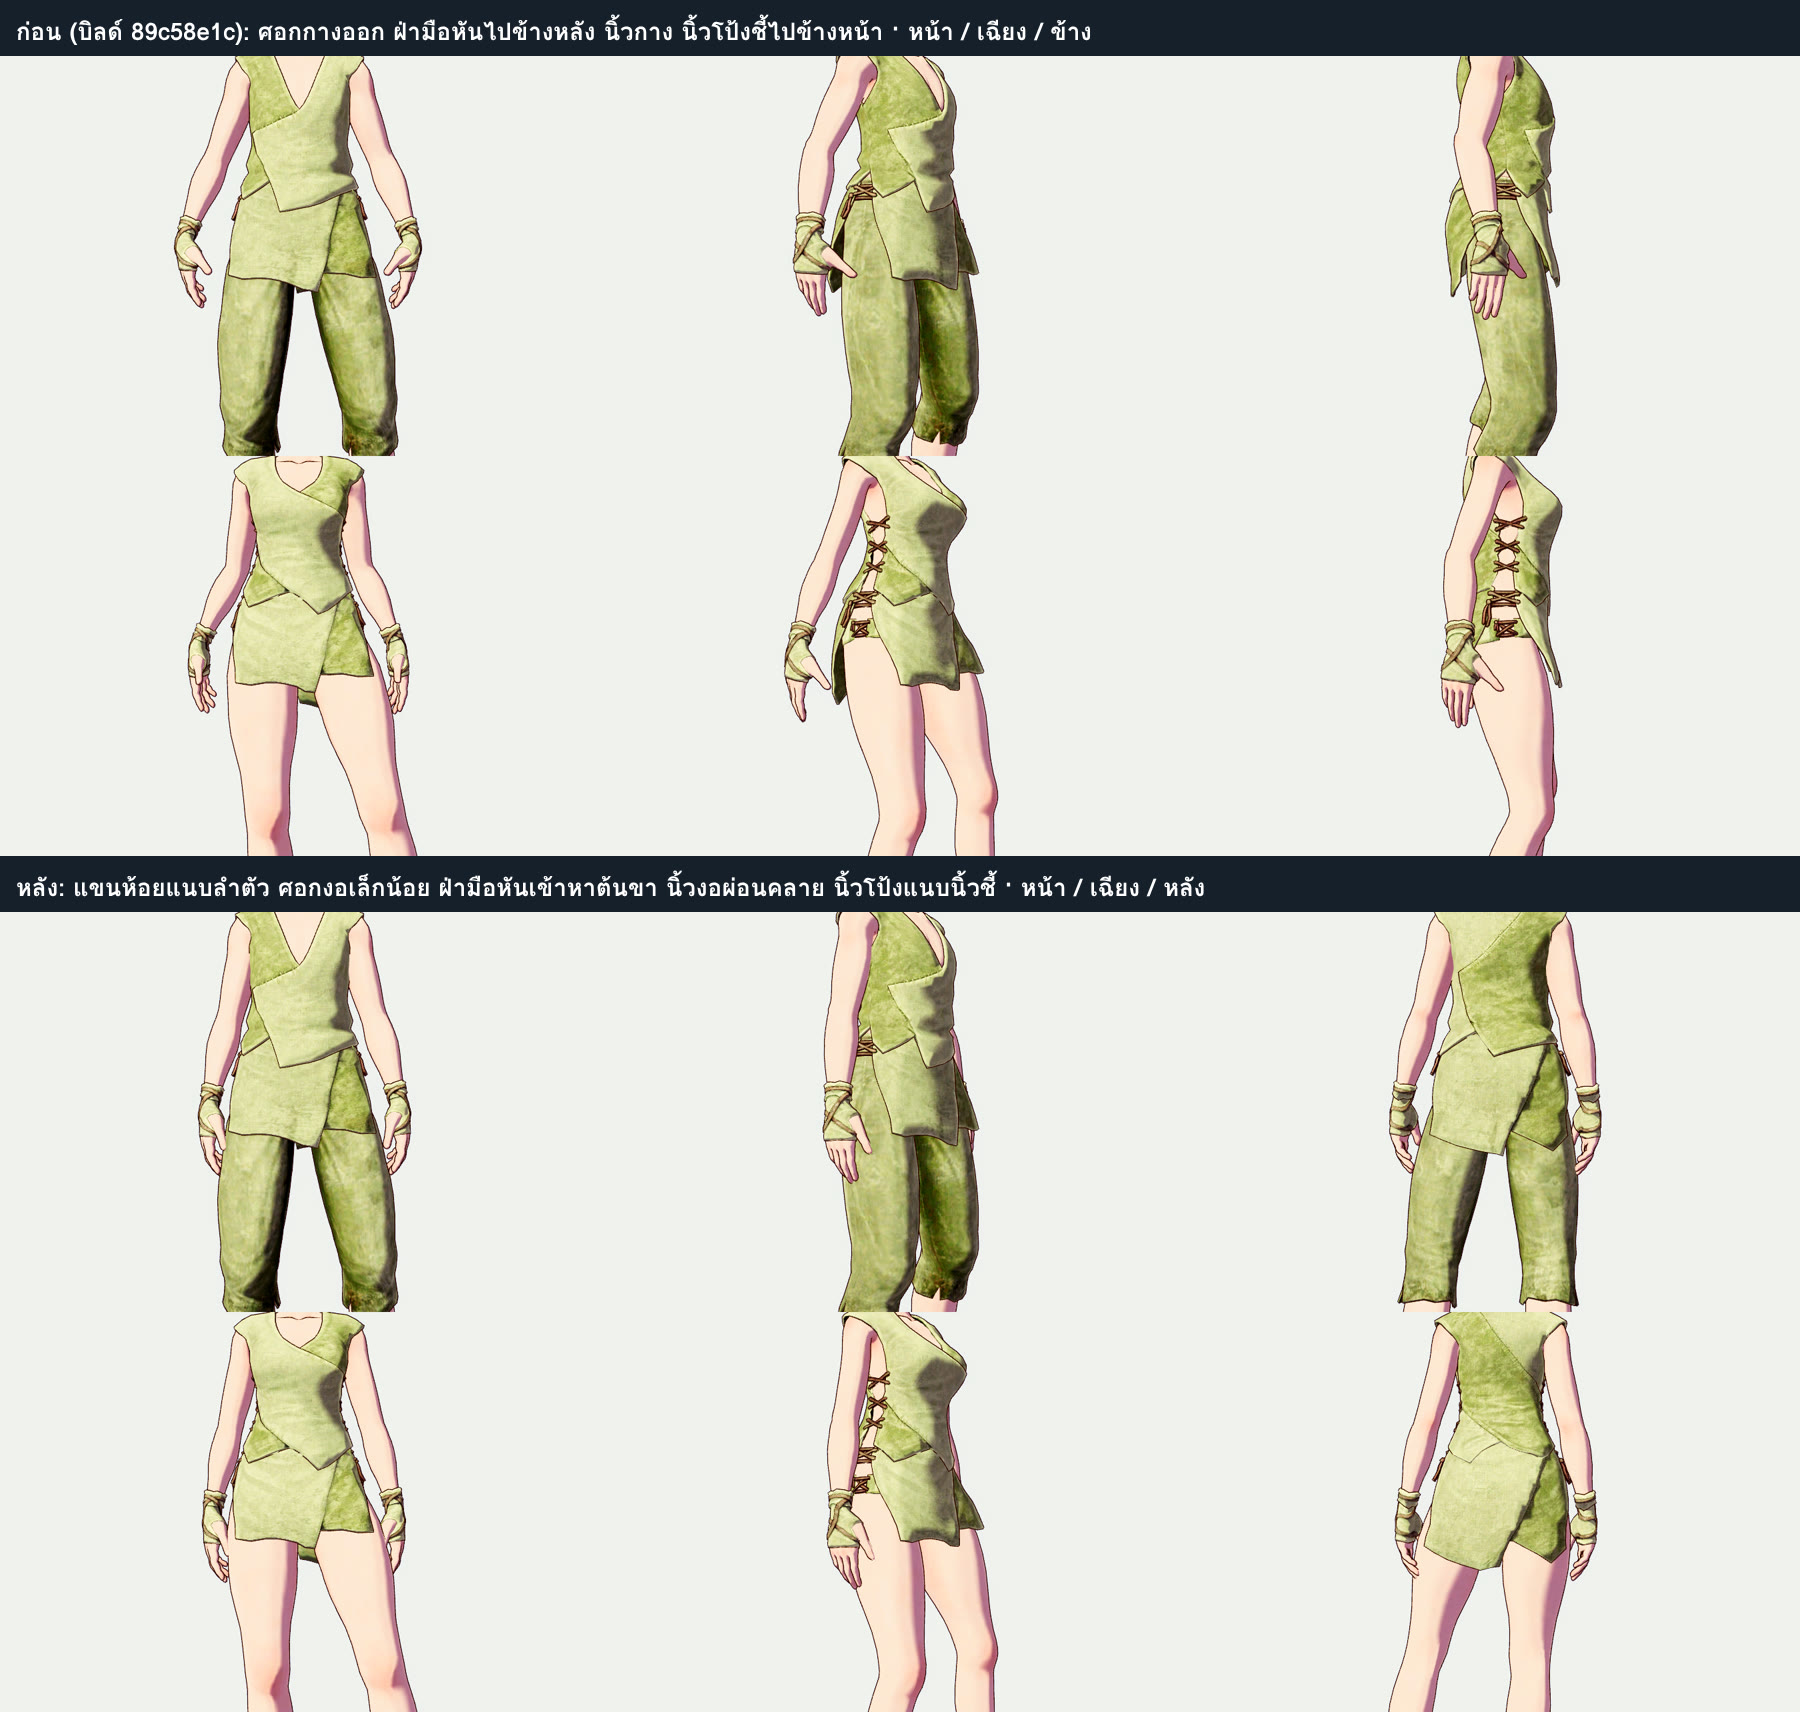 ก่อน (บิลด์ 89c58e1c): ศอกกางออก ฝ่ามือหันไปข้างหลัง นิ้วกาง นิ้วโป้งชี้ไปข้างหน้า · หน้า / เฉียง / ข้าง
หลัง: แขนห้อยแนบลำตัว ศอกงอเล็กน้อย ฝ่ามือหันเข้าหาต้นขา นิ้วงอผ่อนคลาย นิ้วโป้งแนบนิ้วชี้ · หน้า / เฉียง / หลัง